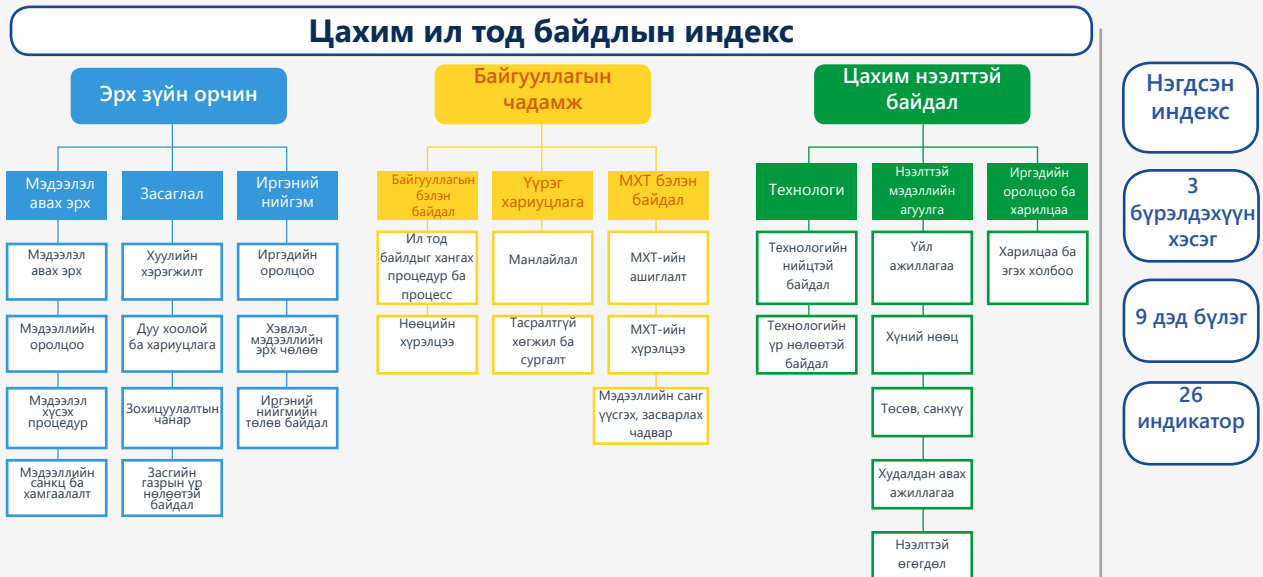 Цахим ил тод байдлын индекс
Эрх зүйн орчин
Мэдээлэл
авах эрх
Засаглал
Иргэний
нийгэм
Мэдээлэл
авах эрх
Хуулийн
хэрэгжилт
Иргэдийн
оролцоо
Мэдээллийн
оролцоо
Дуу хоолой
ба хариуцлага
Хэвлэл
мэдээллийн
эрх чөлөө
Мэдээлэл
хүсэх
процедур
Зохицуулалтын
чанар
Иргэний
нийгмийн
төлөв байдал
Мэдээллийн
санкц ба
хамгаалалт
Засгийн
газрын үр
нөлөөтэй
байдал
Байгууллагын
чадамж
Байгууллагын
бэлэн
байдал
Үүрэг
хариуцлага
МХТ бэлэн
байдал
Ил тод
байлдыг хангах
процедур ба
процесс
Манлайлал
МХТ-ийн
ашиглалт
Нөөцийн
хүрэлцээ
Тасралтгүй
хөгжил ба
сургалт
МХТ-ийн
хүрэлцээ
Мэдээллийн санг
үүсгэх, засварлах
чадвар
Цахим нээлттэй
байдал
Технологи
Нээлттэй
мэдэллийн
агуулга
Иргэдийн
оролцоо ба
харилцаа
Технологийн
нийцтэй
байдал
Үйл
ажиллагаа
Харилцаа ба
эгэх холбоо
Технологийн
үр нөлөөтэй
байдал
Хүний нөөц
Төсөв, санхүү
Худалдан авах
ажиллагаа
Нээлттэй
өгөгдөл
Нэгдсэн
индекс
3
бүрэлдэхүүн
хэсэг
9 дэд бүлэг
26
индикатор